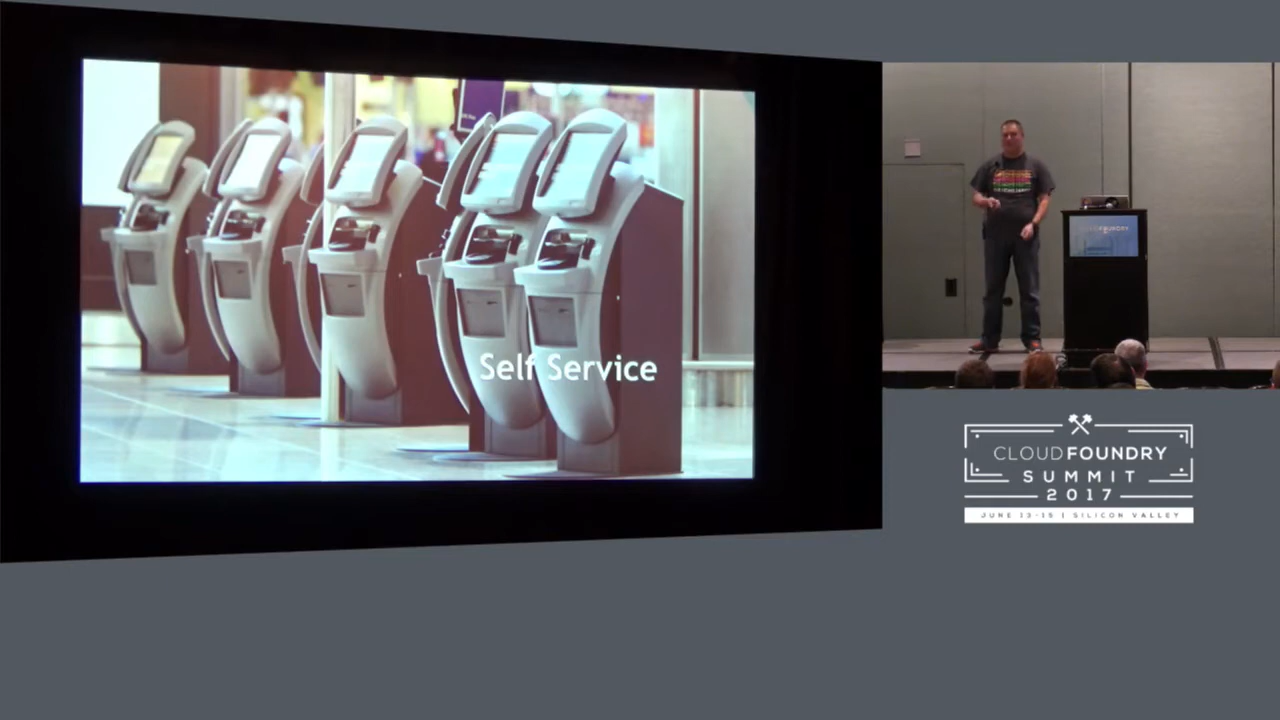 Self Service
CLOUD FOUNDRY
SUMMIT
2017
JUNE 13-15 | SILICON VALLEY